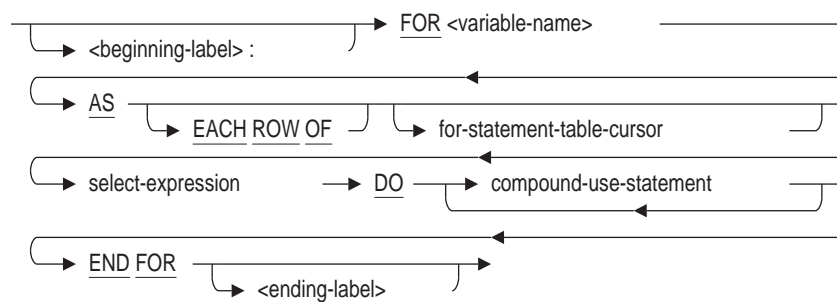 FOR <variable-name>
<beginning-label> :
AS
EACH ROW OF
for-statement-table-cursor
select-expression
DO
compound-use-statement
END FOR
<ending-label>